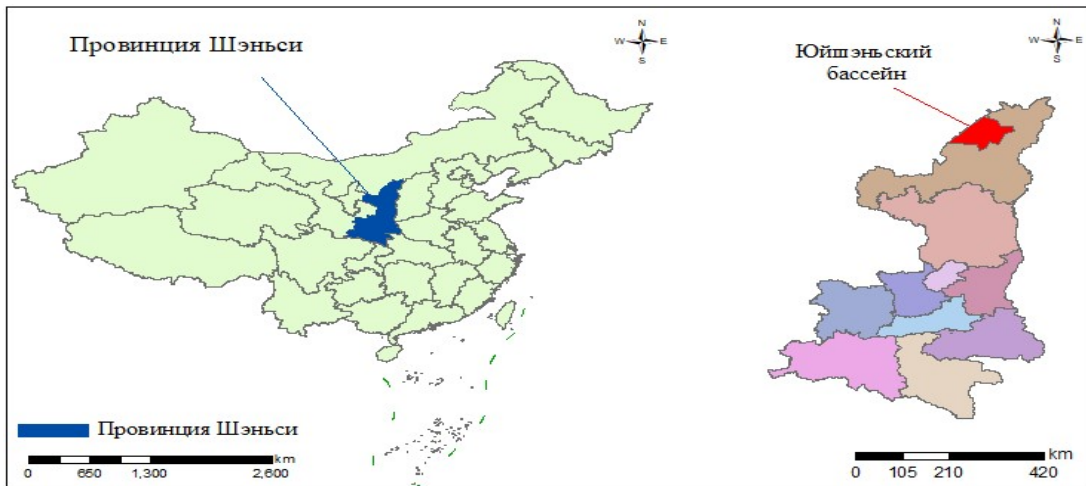 Провинция Шэньси
N
W E
S
Провинция Шэньси
km
0 650 1,300 2,600
N
W E
S
Юйшэньский
бассейн
km
0 105 210 420